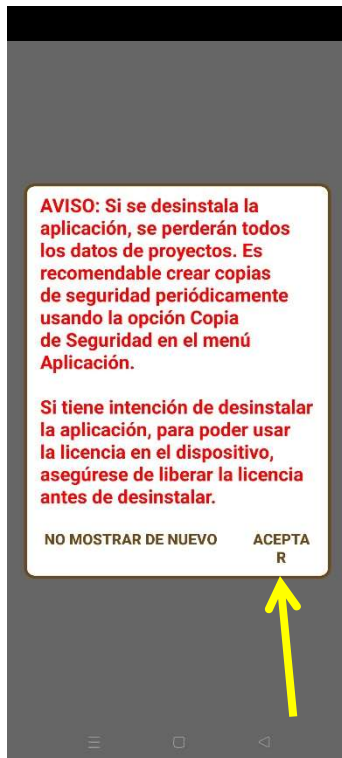 AVISO: Si se desinstala la
aplicación, se perderán todos
los datos de proyectos. Es
recomendable crear copias
de seguridad periódicamente
usando la opción Copia
de Seguridad en el menú
Aplicación.
Si tiene intención de desinstalar
la aplicación, para poder usar
la licencia en el dispositivo,
asegúrese de liberar la licencia
antes de desinstalar.
NO MOSTRAR DE NUEVO ACEPTA
R